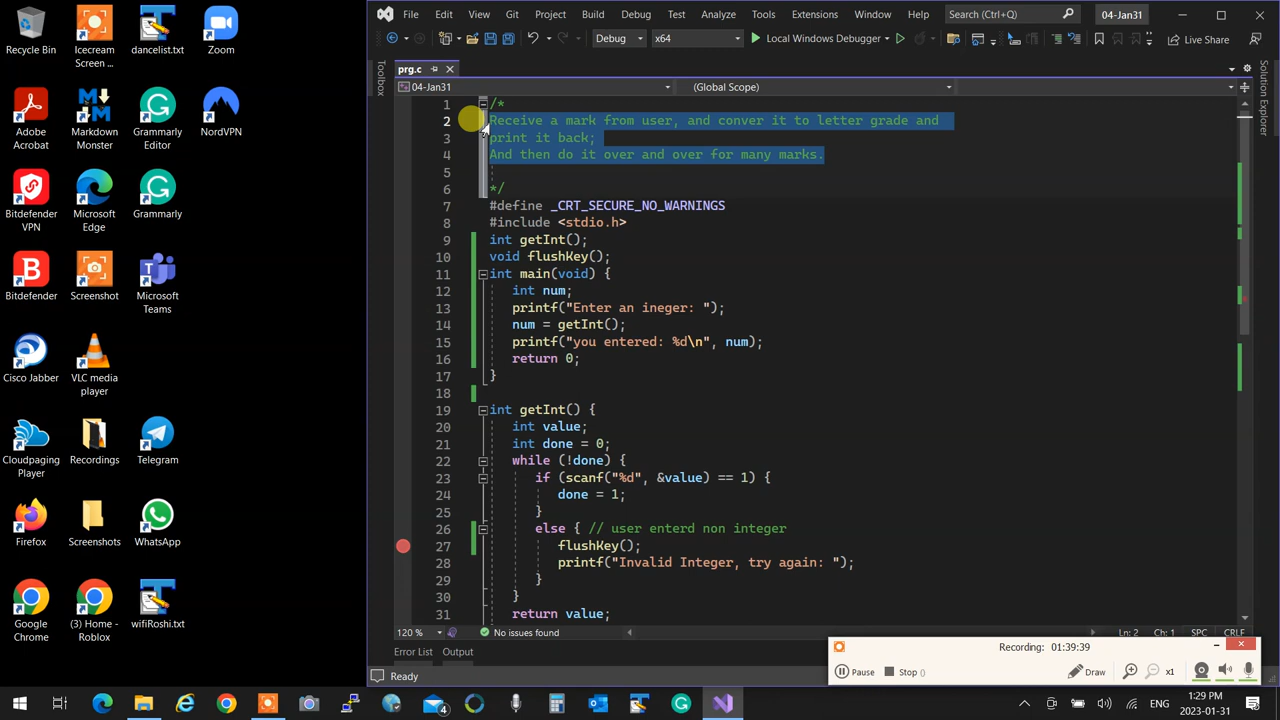 File Edit View Git Project Build Debug Test Analyze Tools Extensions Window Help Search (Ctrl+Q) 04-Jan31
Debug x64 Local Windows Debugger Live Share
prg.c
04-Jan31 (Global Scope)
Toolbox
Solution Explorer
Recycle Bin
Icecream Screen ...
dancelist.txt
Zoom
Adobe Acrobat
Markdown Monster
Grammarly Editor
NordVPN
Bitdefender VPN
Microsoft Edge
Grammarly
Bitdefender
Screenshot
Microsoft Teams
Cisco Jabber
VLC media player
Cloudpaging Player
Recordings
Telegram
Firefox
Screenshots
WhatsApp
Google Chrome
(3) Home - Roblox
wifiRoshi.txt
1 /*
2 Receive a mark from user, and conver it to letter grade and
3 print it back;
4 And then do it over and over for many marks.
5
6 */
7 #define _CRT_SECURE_NO_WARNINGS
8 #include <stdio.h>
9 int getInt();
10 void flushKey();
11 int main(void) {
12 int num;
13 printf("Enter an ineger: ");
14 num = getInt();
15 printf("you entered: %d\n", num);
16 return 0;
17 }
18
19 int getInt() {
20 int value;
21 int done = 0;
22 while (!done) {
23 if (scanf("%d", &value) == 1) {
24 done = 1;
25 }
26 else { // user enterd non integer
27 flushKey();
28 printf("Invalid Integer, try again: ");
29 }
30 }
31 return value;
120 % No issues found Ln: 2 Ch: 1 SPC CRLF
Error List Output
Ready
Recording: 01:39:39
Pause Stop () Draw x1
4
ENG 1:29 PM
2023-01-31